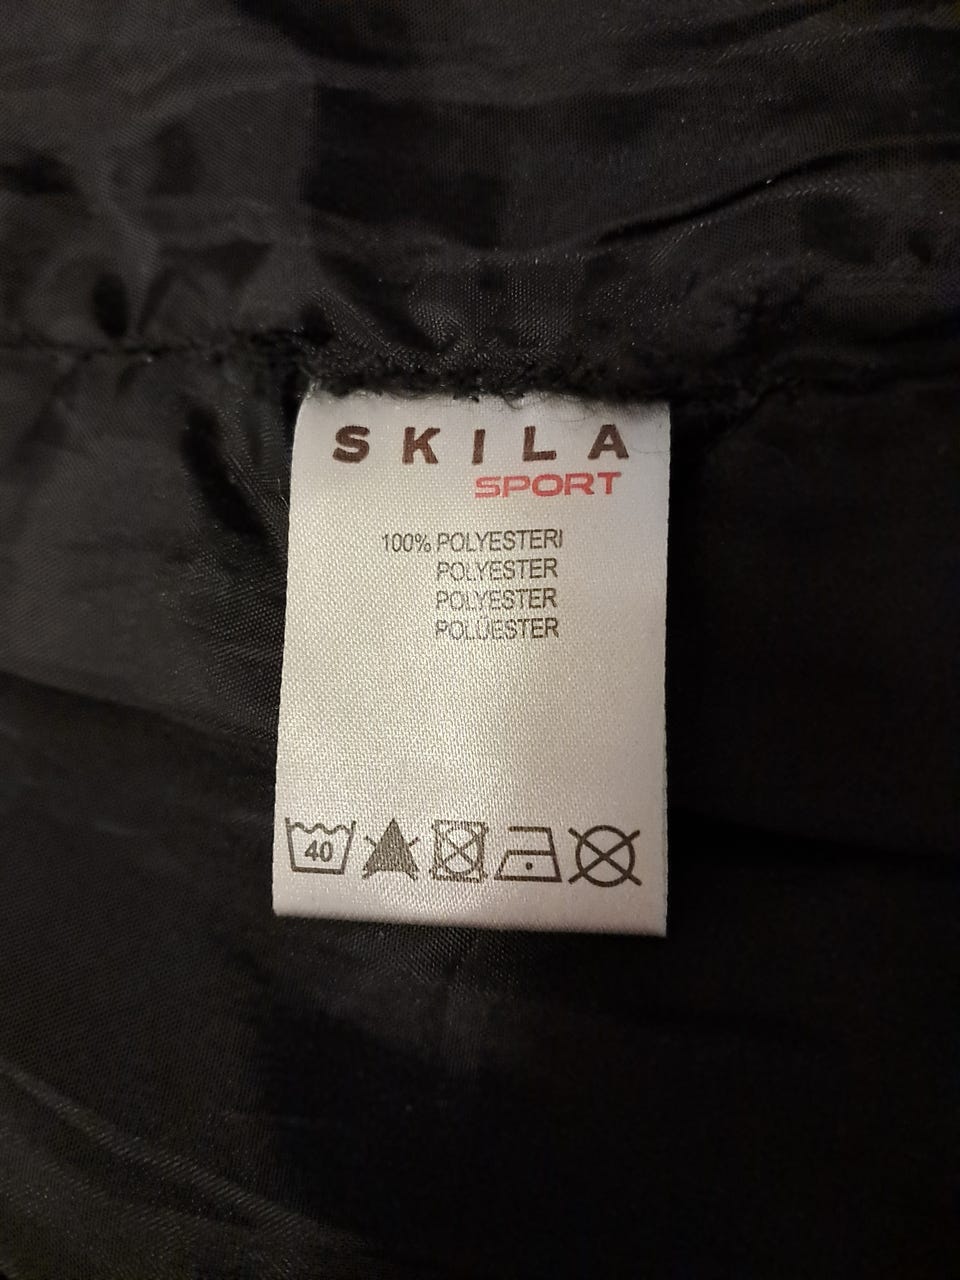 SKILA
SPORT
100% POLYESTERI
POLYESTER
POLYESTER
POLÜESTER
40